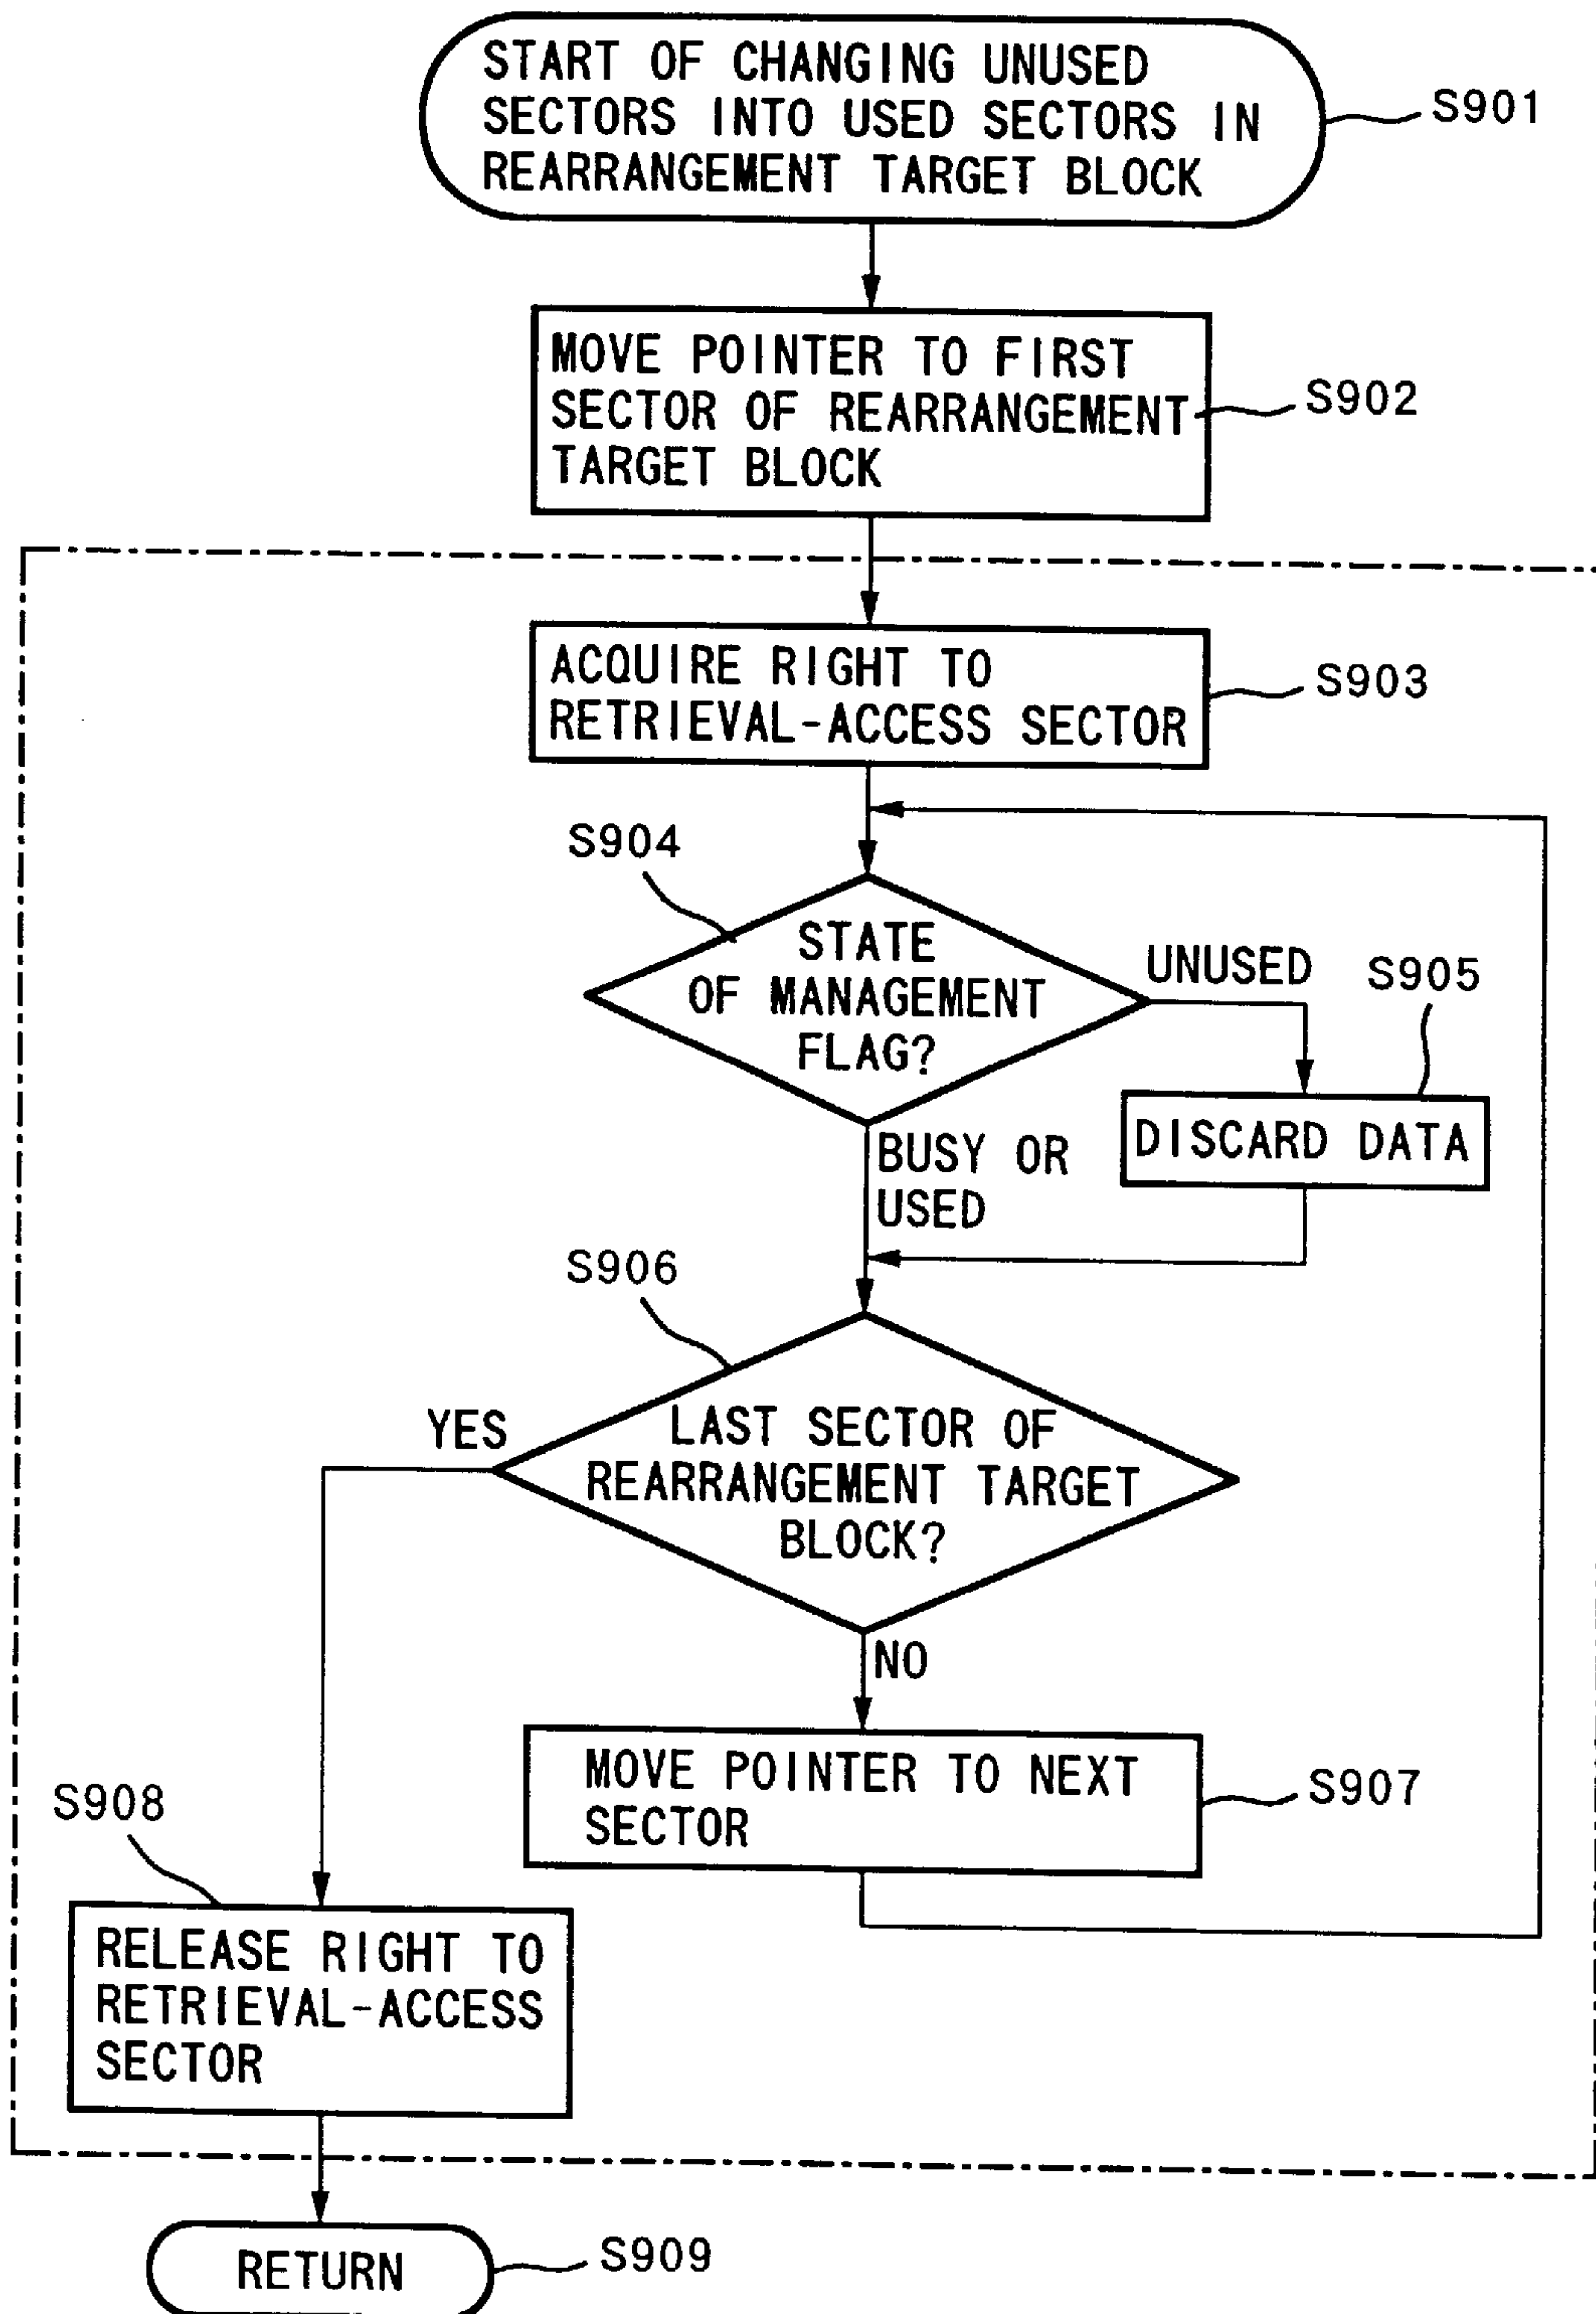 START OF CHANGING UNUSED
SECTORS INTO USED SECTORS IN
REARRANGEMENT TARGET BLOCK
S901
MOVE POINTER TO FIRST
SECTOR OF REARRANGEMENT
TARGET BLOCK
S902
ACQUIRE RIGHT TO
RETRIEVAL-ACCESS SECTOR
S903
S904
STATE
OF MANAGEMENT
FLAG?
UNUSED
S905
DISCARD DATA
BUSY OR
USED
S906
LAST SECTOR OF
REARRANGEMENT TARGET
BLOCK?
YES
NO
MOVE POINTER TO NEXT
SECTOR
S907
S908
RELEASE RIGHT TO
RETRIEVAL-ACCESS
SECTOR
RETURN
S909